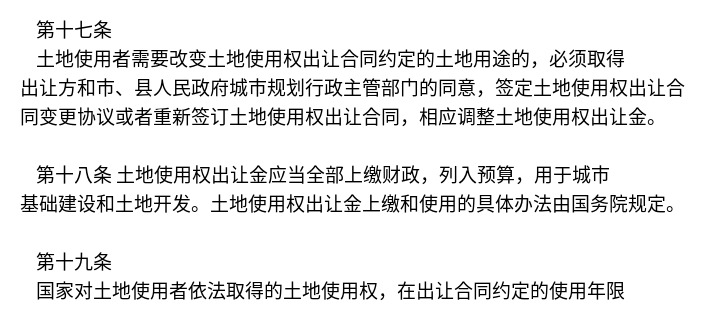 第十七条
土地使用者需要改变土地使用权出让合同约定的土地用途的，必须取得
出让方和市、县人民政府城市规划行政主管部门的同意，签定土地使用权出让合
同变更协议或者重新签订土地使用权出让合同，相应调整土地使用权出让金。
第十八条 土地使用权出让金应当全部上缴财政，列入预算，用于城市
基础建设和土地开发。土地使用权出让金上缴和使用的具体办法由国务院规定。
第十九条
国家对土地使用者依法取得的土地使用权，在出让合同约定的使用年限